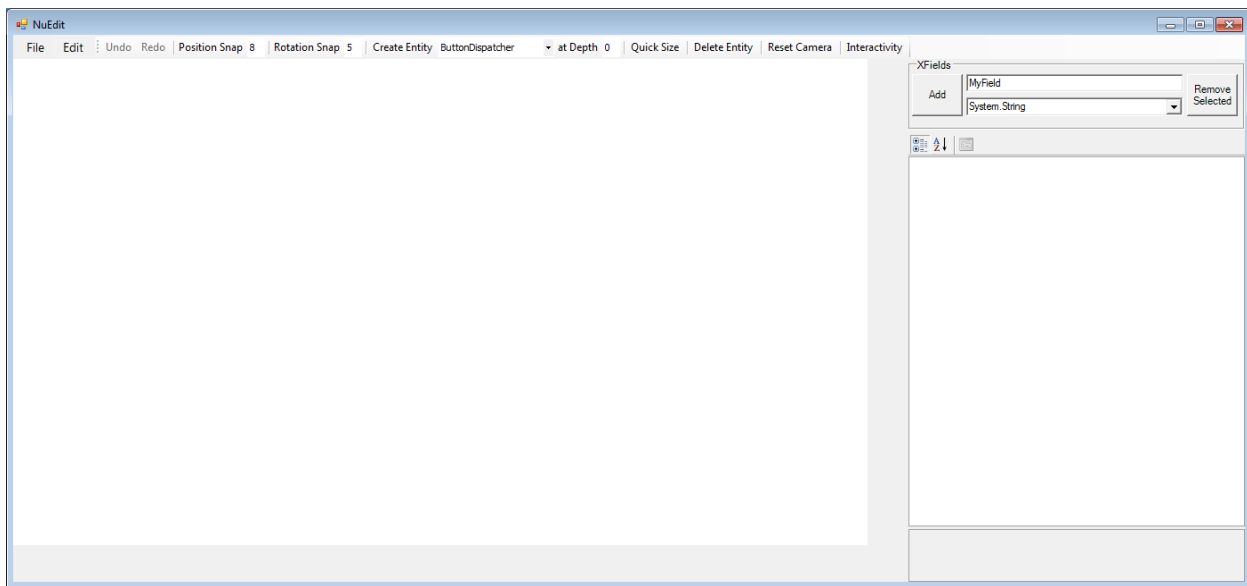 NuEdit
File Edit Undo Redo Position Snap 8 Rotation Snap 5 Create Entity ButtonDispatcher at Depth 0 Quick Size Delete Entity Reset Camera Interactivity
XFields
Add
MyField
System.String
Remove
Selected
A
Z